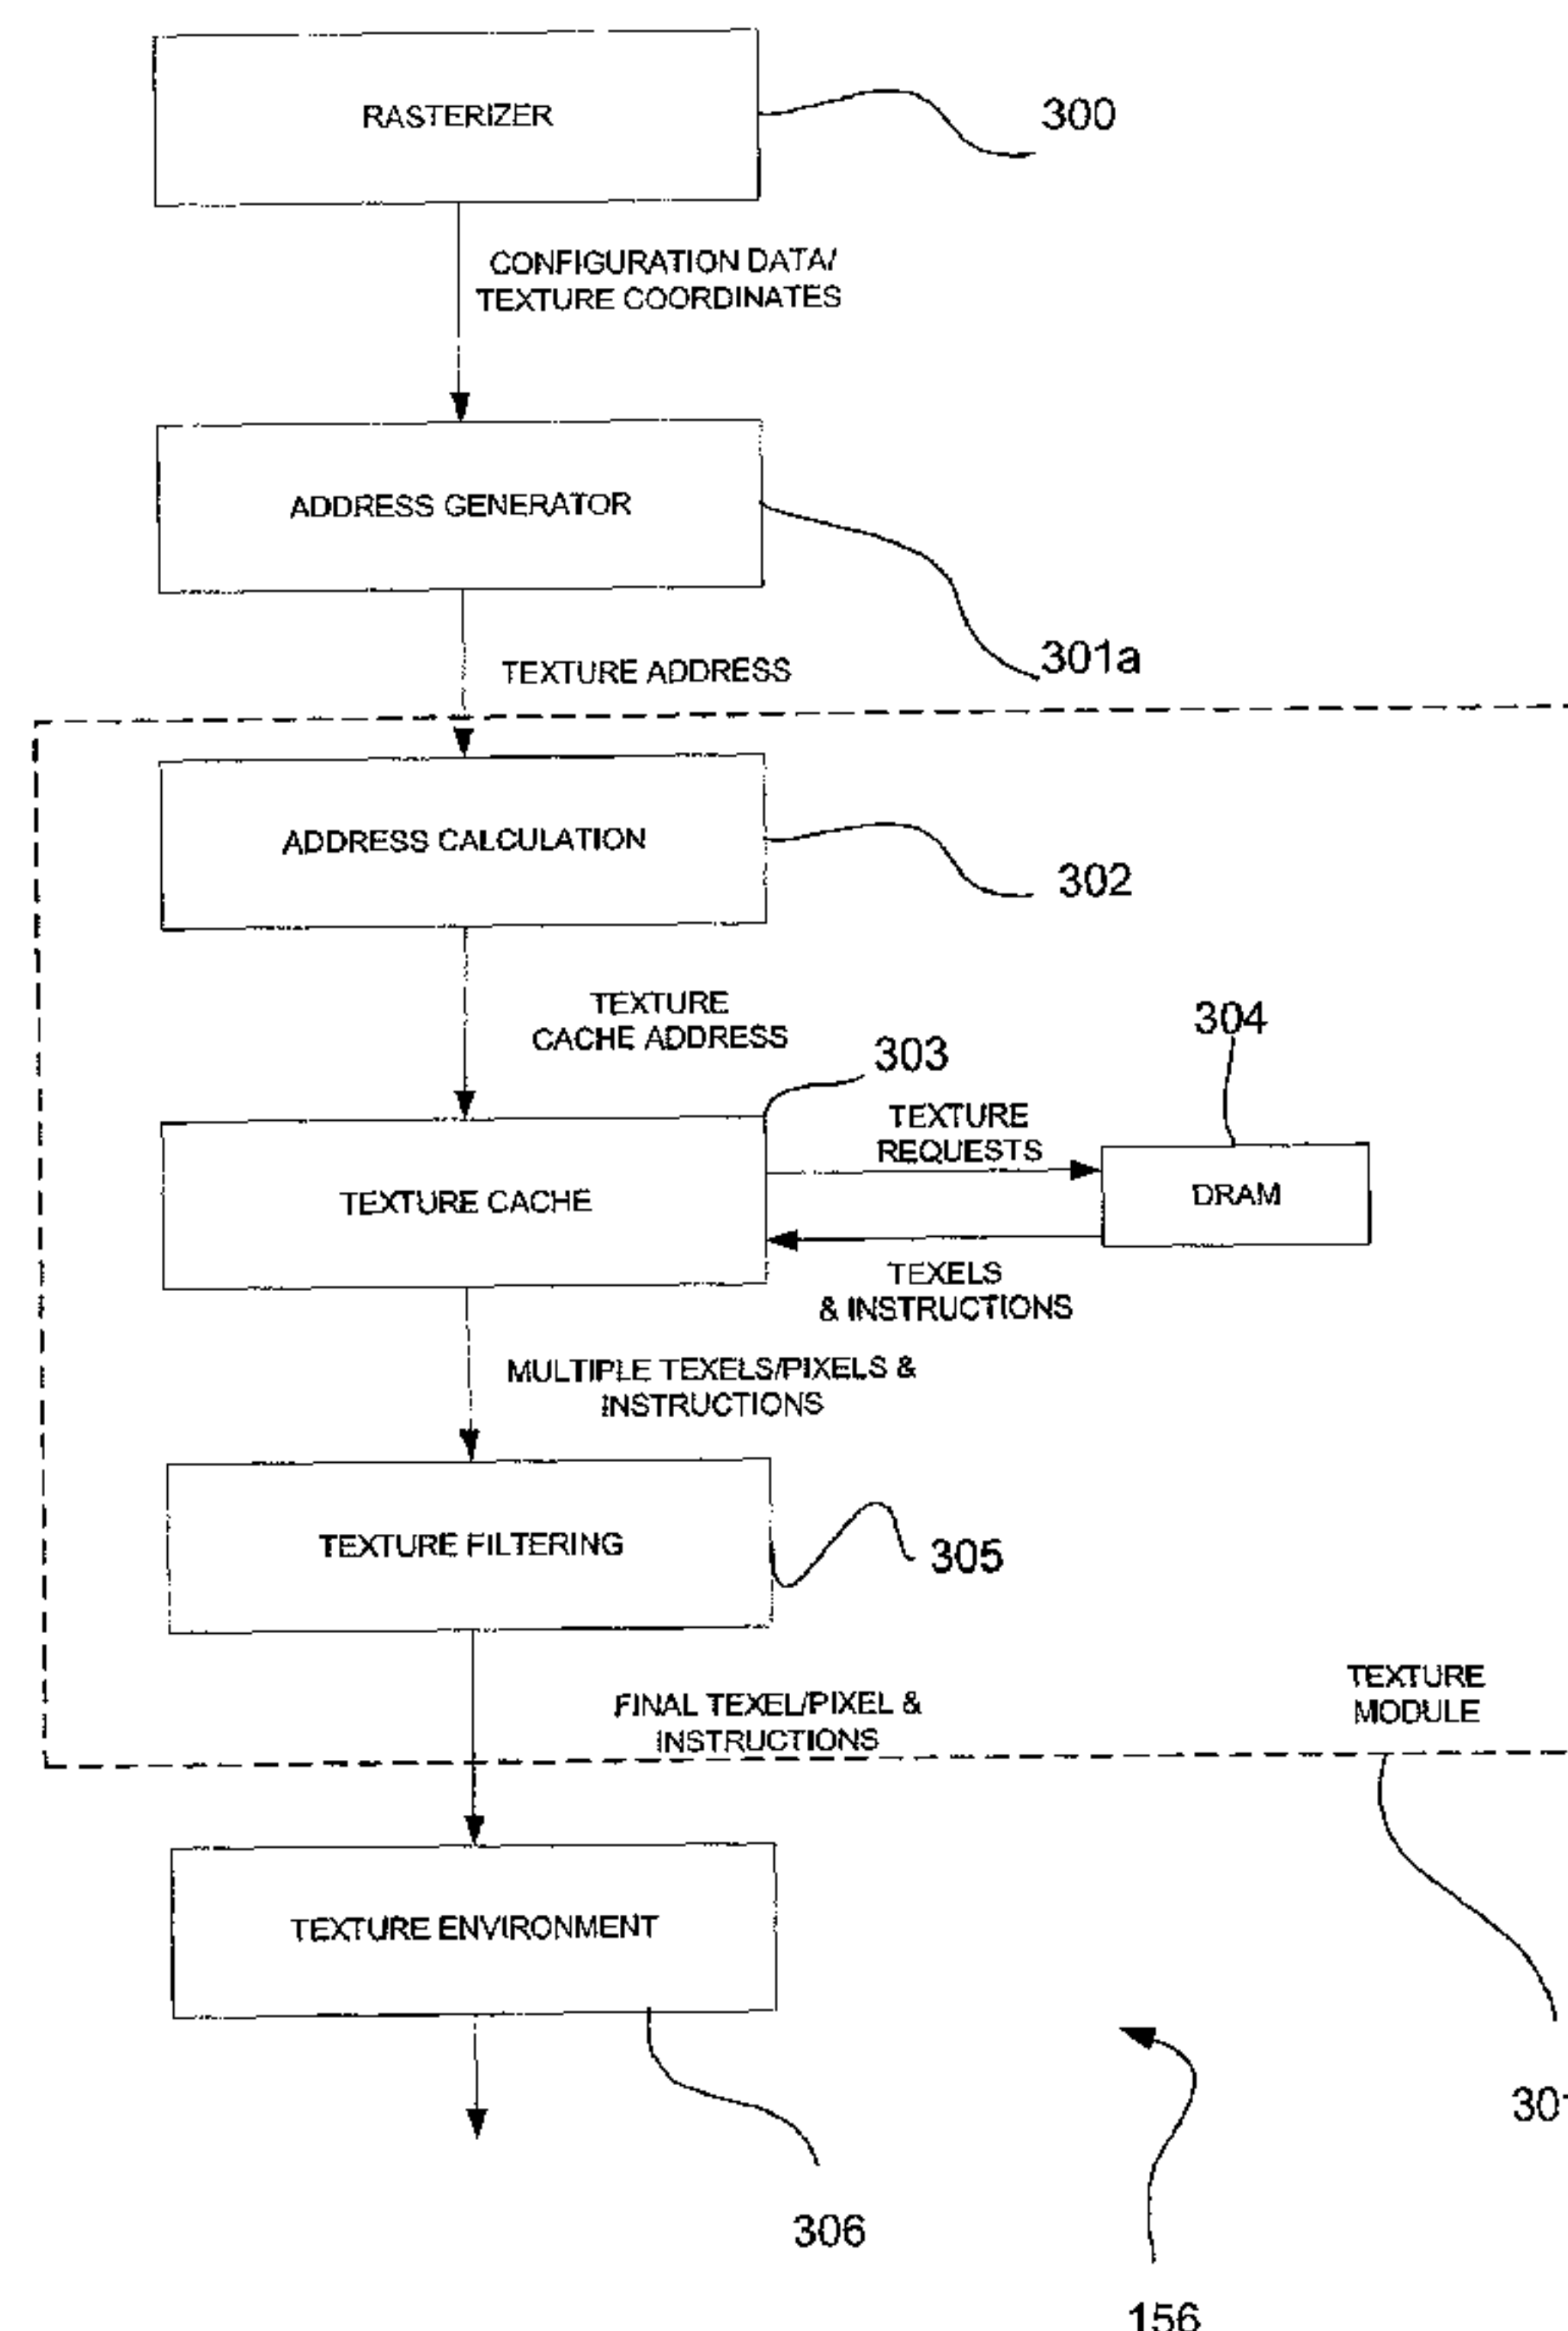 RASTERIZER
300
CONFIGURATION DATA/
TEXTURE COORDINATES
ADDRESS GENERATOR
301a
TEXTURE ADDRESS
ADDRESS CALCULATION
302
TEXTURE
CACHE ADDRESS
303
304
TEXTURE
REQUESTS
TEXTURE CACHE
DRAM
TEXELS
& INSTRUCTIONS
MULTIPLE TEXELS/PIXELS &
INSTRUCTIONS
TEXTURE FILTERING
305
FINAL TEXEL/PIXEL &
INSTRUCTIONS
TEXTURE
MODULE
TEXTURE ENVIRONMENT
301
306
156